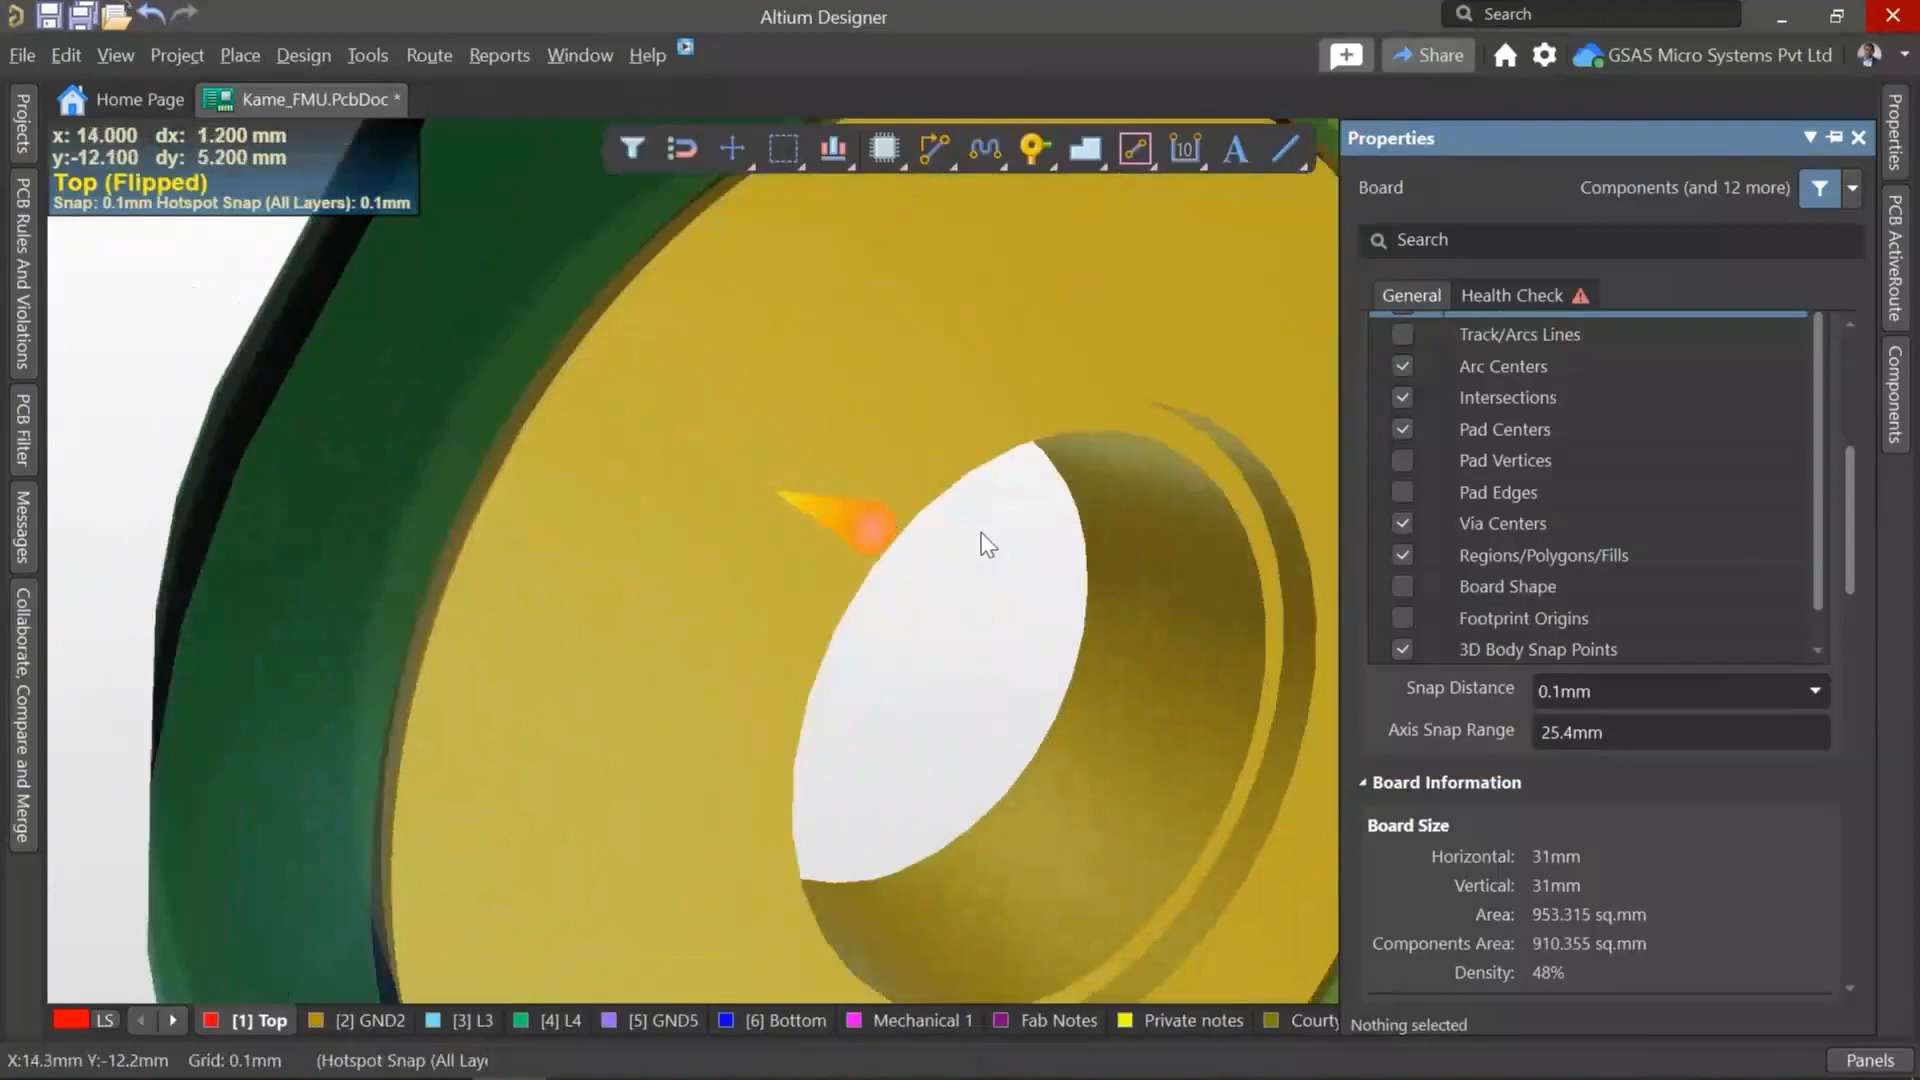 Altium Designer
Search
File Edit View Project Place Design Tools Route Reports Window Help
Share
GSAS Micro Systems Pvt Ltd
Home Page
Kame_FMU.PcbDoc *
x: 14.000 dx: 1.200 mm
y:-12.100 dy: 5.200 mm
Top (Flipped)
Snap: 0.1mm Hotspot Snap (All Layers): 0.1mm
10
A
Projects
PCB Rules And Violations
PCB Filter
Messages
Collaborate, Compare and Merge
Properties
Board
Components (and 12 more)
Search
General
Health Check
Track/Arcs Lines
Arc Centers
Intersections
Pad Centers
Pad Vertices
Pad Edges
Via Centers
Regions/Polygons/Fills
Board Shape
Footprint Origins
3D Body Snap Points
Snap Distance 0.1mm
Axis Snap Range 25.4mm
Board Information
Board Size
Horizontal: 31mm
Vertical: 31mm
Area: 953.315 sq.mm
Components Area: 910.355 sq.mm
Density: 48%
Nothing selected
Properties
PCB ActiveRoute
Components
LS [1] Top [2] GND2 [3] L3 [4] L4 [5] GND5 [6] Bottom Mechanical 1 Fab Notes Private notes Courty
X:14.3mm Y:-12.2mm Grid: 0.1mm (Hotspot Snap (All Laye
Panels